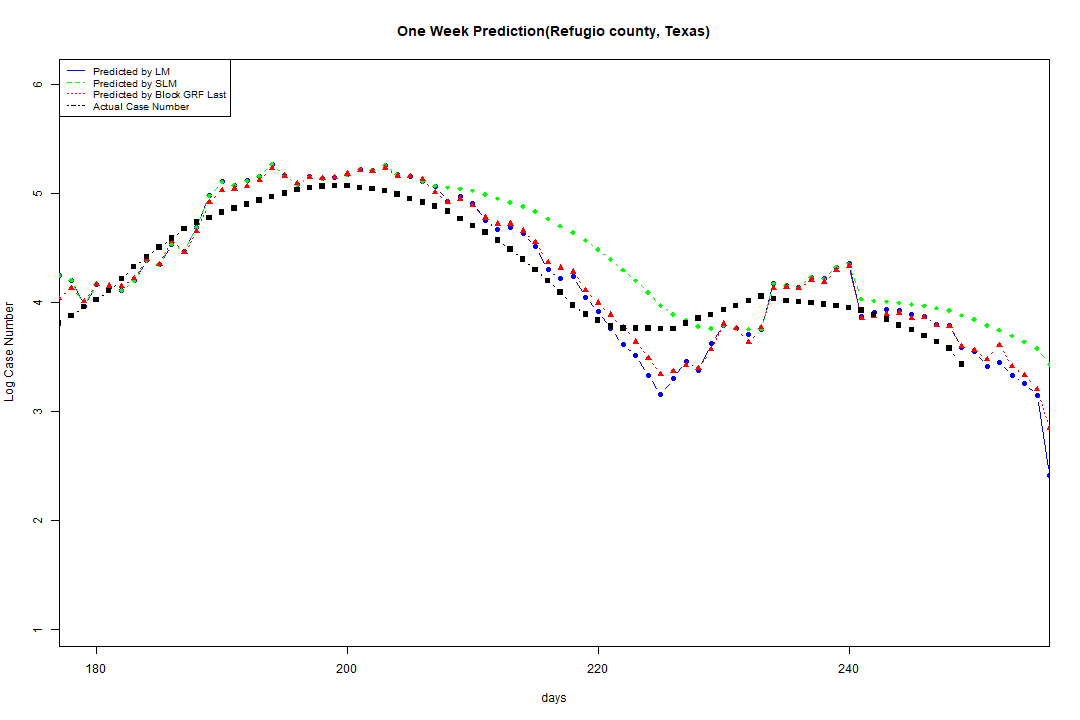 One Week Prediction(Refugio county, Texas)
Predicted by LM
Predicted by SLM
Predicted by Block GRF Last
Actual Case Number
6
5
4
3
2
1
Log Case Number
180 200 220 240
days